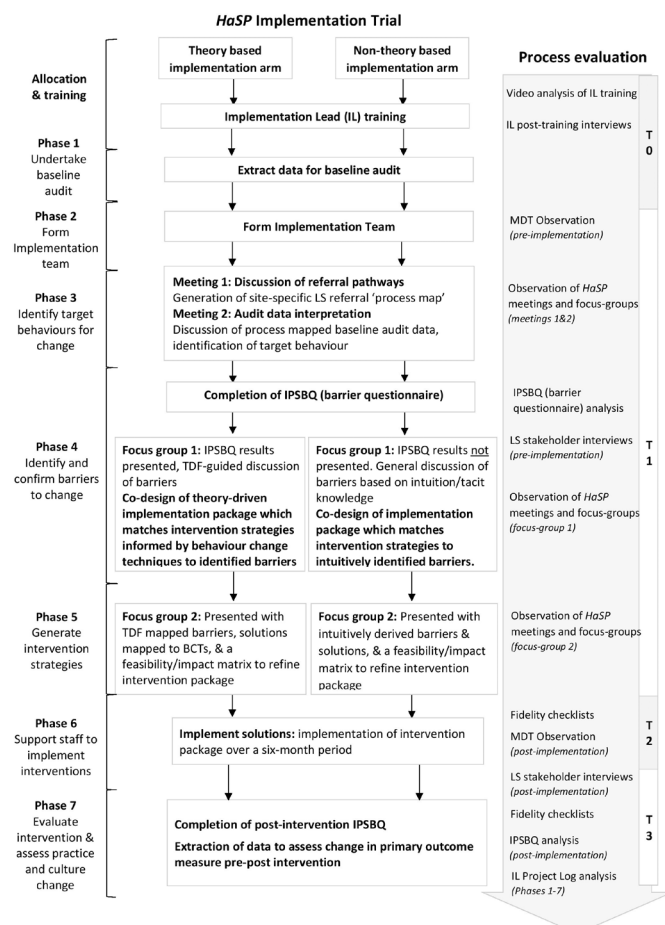 HaSP Implementation Trial
Theory based
implementation arm
Non-theory based
implementation arm
Process evaluation
Allocation
& training
Implementation Lead (IL) training
Video analysis of IL training
IL post-training interviews
T
0
Phase 1
Undertake
baseline
audit
Extract data for baseline audit
Phase 2
Form
Implementation
team
Form Implementation Team
MDT Observation
(pre-implementation)
Phase 3
Identify target
behaviours for
change
Meeting 1: Discussion of referral pathways
Generation of site-specific LS referral ‘process map’
Meeting 2: Audit data interpretation
Discussion of process mapped baseline audit data,
identification of target behaviour
Observation of HaSP
meetings and focus-groups
(meetings 1&2)
Completion of IPSBQ (barrier questionnaire)
IPSBQ (barrier
questionnaire) analysis
Phase 4
Identify and
confirm barriers
to change
Focus group 1: IPSBQ results
presented, TDF-guided discussion
of barriers
Co-design of theory-driven
implementation package which
matches intervention strategies
informed by behaviour change
techniques to identified barriers
Focus group 1: IPSBQ results not
presented. General discussion of
barriers based on intuition/tacit
knowledge
Co-design of implementation
package which matches
intervention strategies to
intuitively identified barriers.
LS stakeholder interviews
(pre-implementation)
T
1
Observation of HaSP
meetings and focus-groups
(focus-group 1)
Phase 5
Generate
intervention
strategies
Focus group 2: Presented with
TDF mapped barriers, solutions
mapped to BCTs, & a
feasibility/impact matrix to refine
intervention package
Focus group 2: Presented with
intuitively derived barriers &
solutions, & a feasibility/impact
matrix to refine intervention
package
Observation of HaSP
meetings and focus-groups
(focus-group 2)
Phase 6
Support staff to
implement
interventions
Implement solutions: implementation of intervention
package over a six-month period
Fidelity checklists
MDT Observation
(post-implementation)
T
2
LS stakeholder interviews
(post-implementation)
Phase 7
Evaluate
intervention &
assess practice
and culture
change
Completion of post-intervention IPSBQ
Extraction of data to assess change in primary outcome
measure pre-post intervention
Fidelity checklists
IPSBQ analysis
(post-implementation)
IL Project Log analysis
(Phases 1-7)
T
3